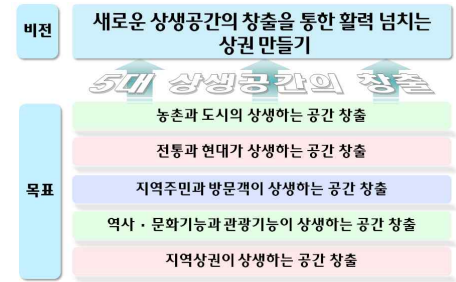 비전
새로운 상생공간의 창출을 통한 활력 넘치는
상권 만들기
5대 상생공간의 창출
목표
농촌과 도시의 상생하는 공간 창출
전통과 현대가 상생하는 공간 창출
지역주민과 방문객이 상생하는 공간 창출
역사 · 문화기능과 관광기능이 상생하는 공간 창출
지역상권이 상생하는 공간 창출